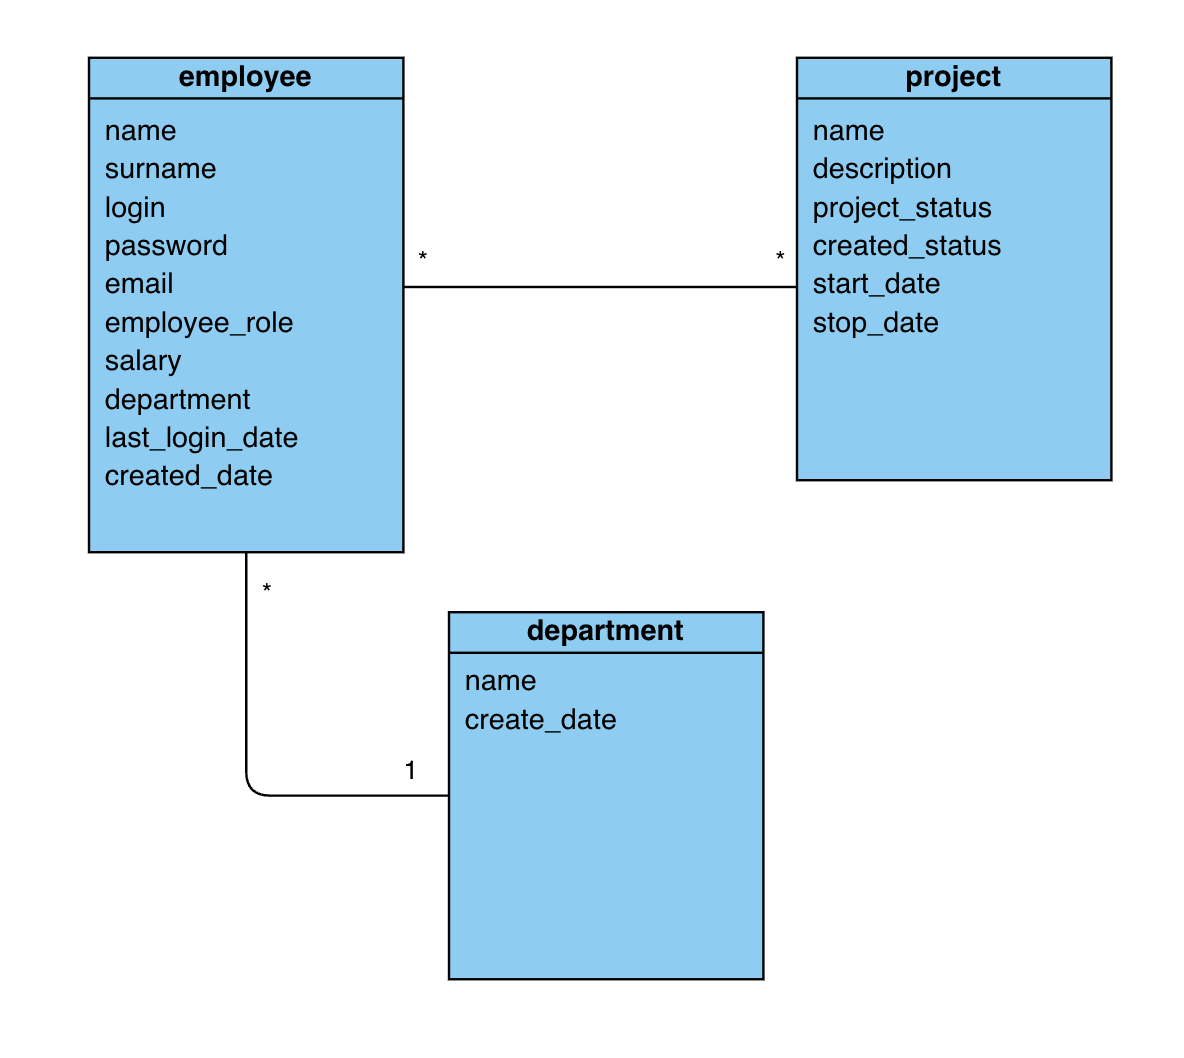 employee
name
surname
login
password
email
employee_role
salary
department
last_login_date
created_date
project
name
description
project_status
created_status
start_date
stop_date
*
*
*
1
department
name
create_date